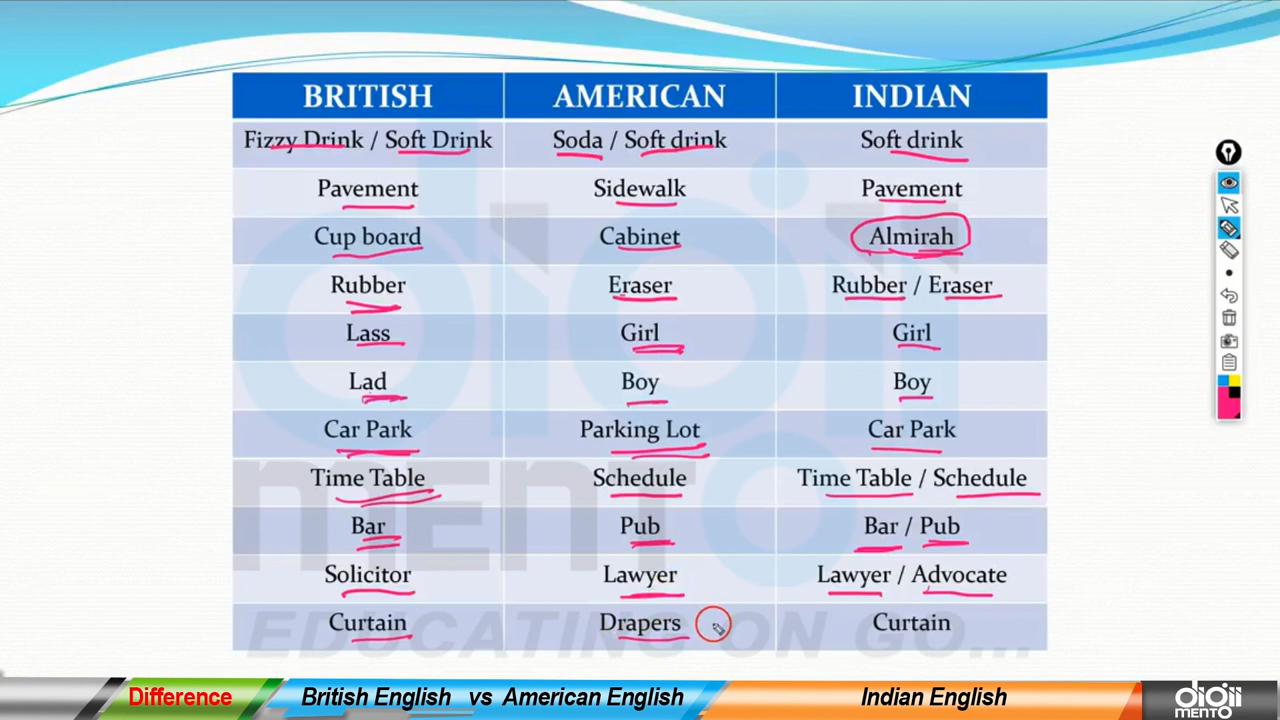 BRITISH AMERICAN INDIAN
Fizzy Drink / Soft Drink Soda / Soft drink Soft drink
Pavement Sidewalk Pavement
Cup board Cabinet Almirah
Rubber Eraser Rubber / Eraser
Lass Girl Girl
Lad Boy Boy
Car Park Parking Lot Car Park
Time Table Schedule Time Table / Schedule
Bar Pub Bar / Pub
Solicitor Lawyer Lawyer / Advocate
Curtain Drapers Curtain
diGii
MENTO
EDUCATING ON GO...
Difference British English vs American English Indian English
diGii
MENTO